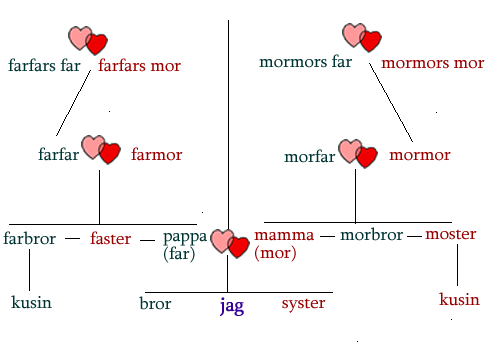 farfars far farfars mor mormors far mormors mor
farfar farmor morfar mormor
farbror faster pappa mamma morbror moster
(far) (mor)
kusin bror jag syster kusin